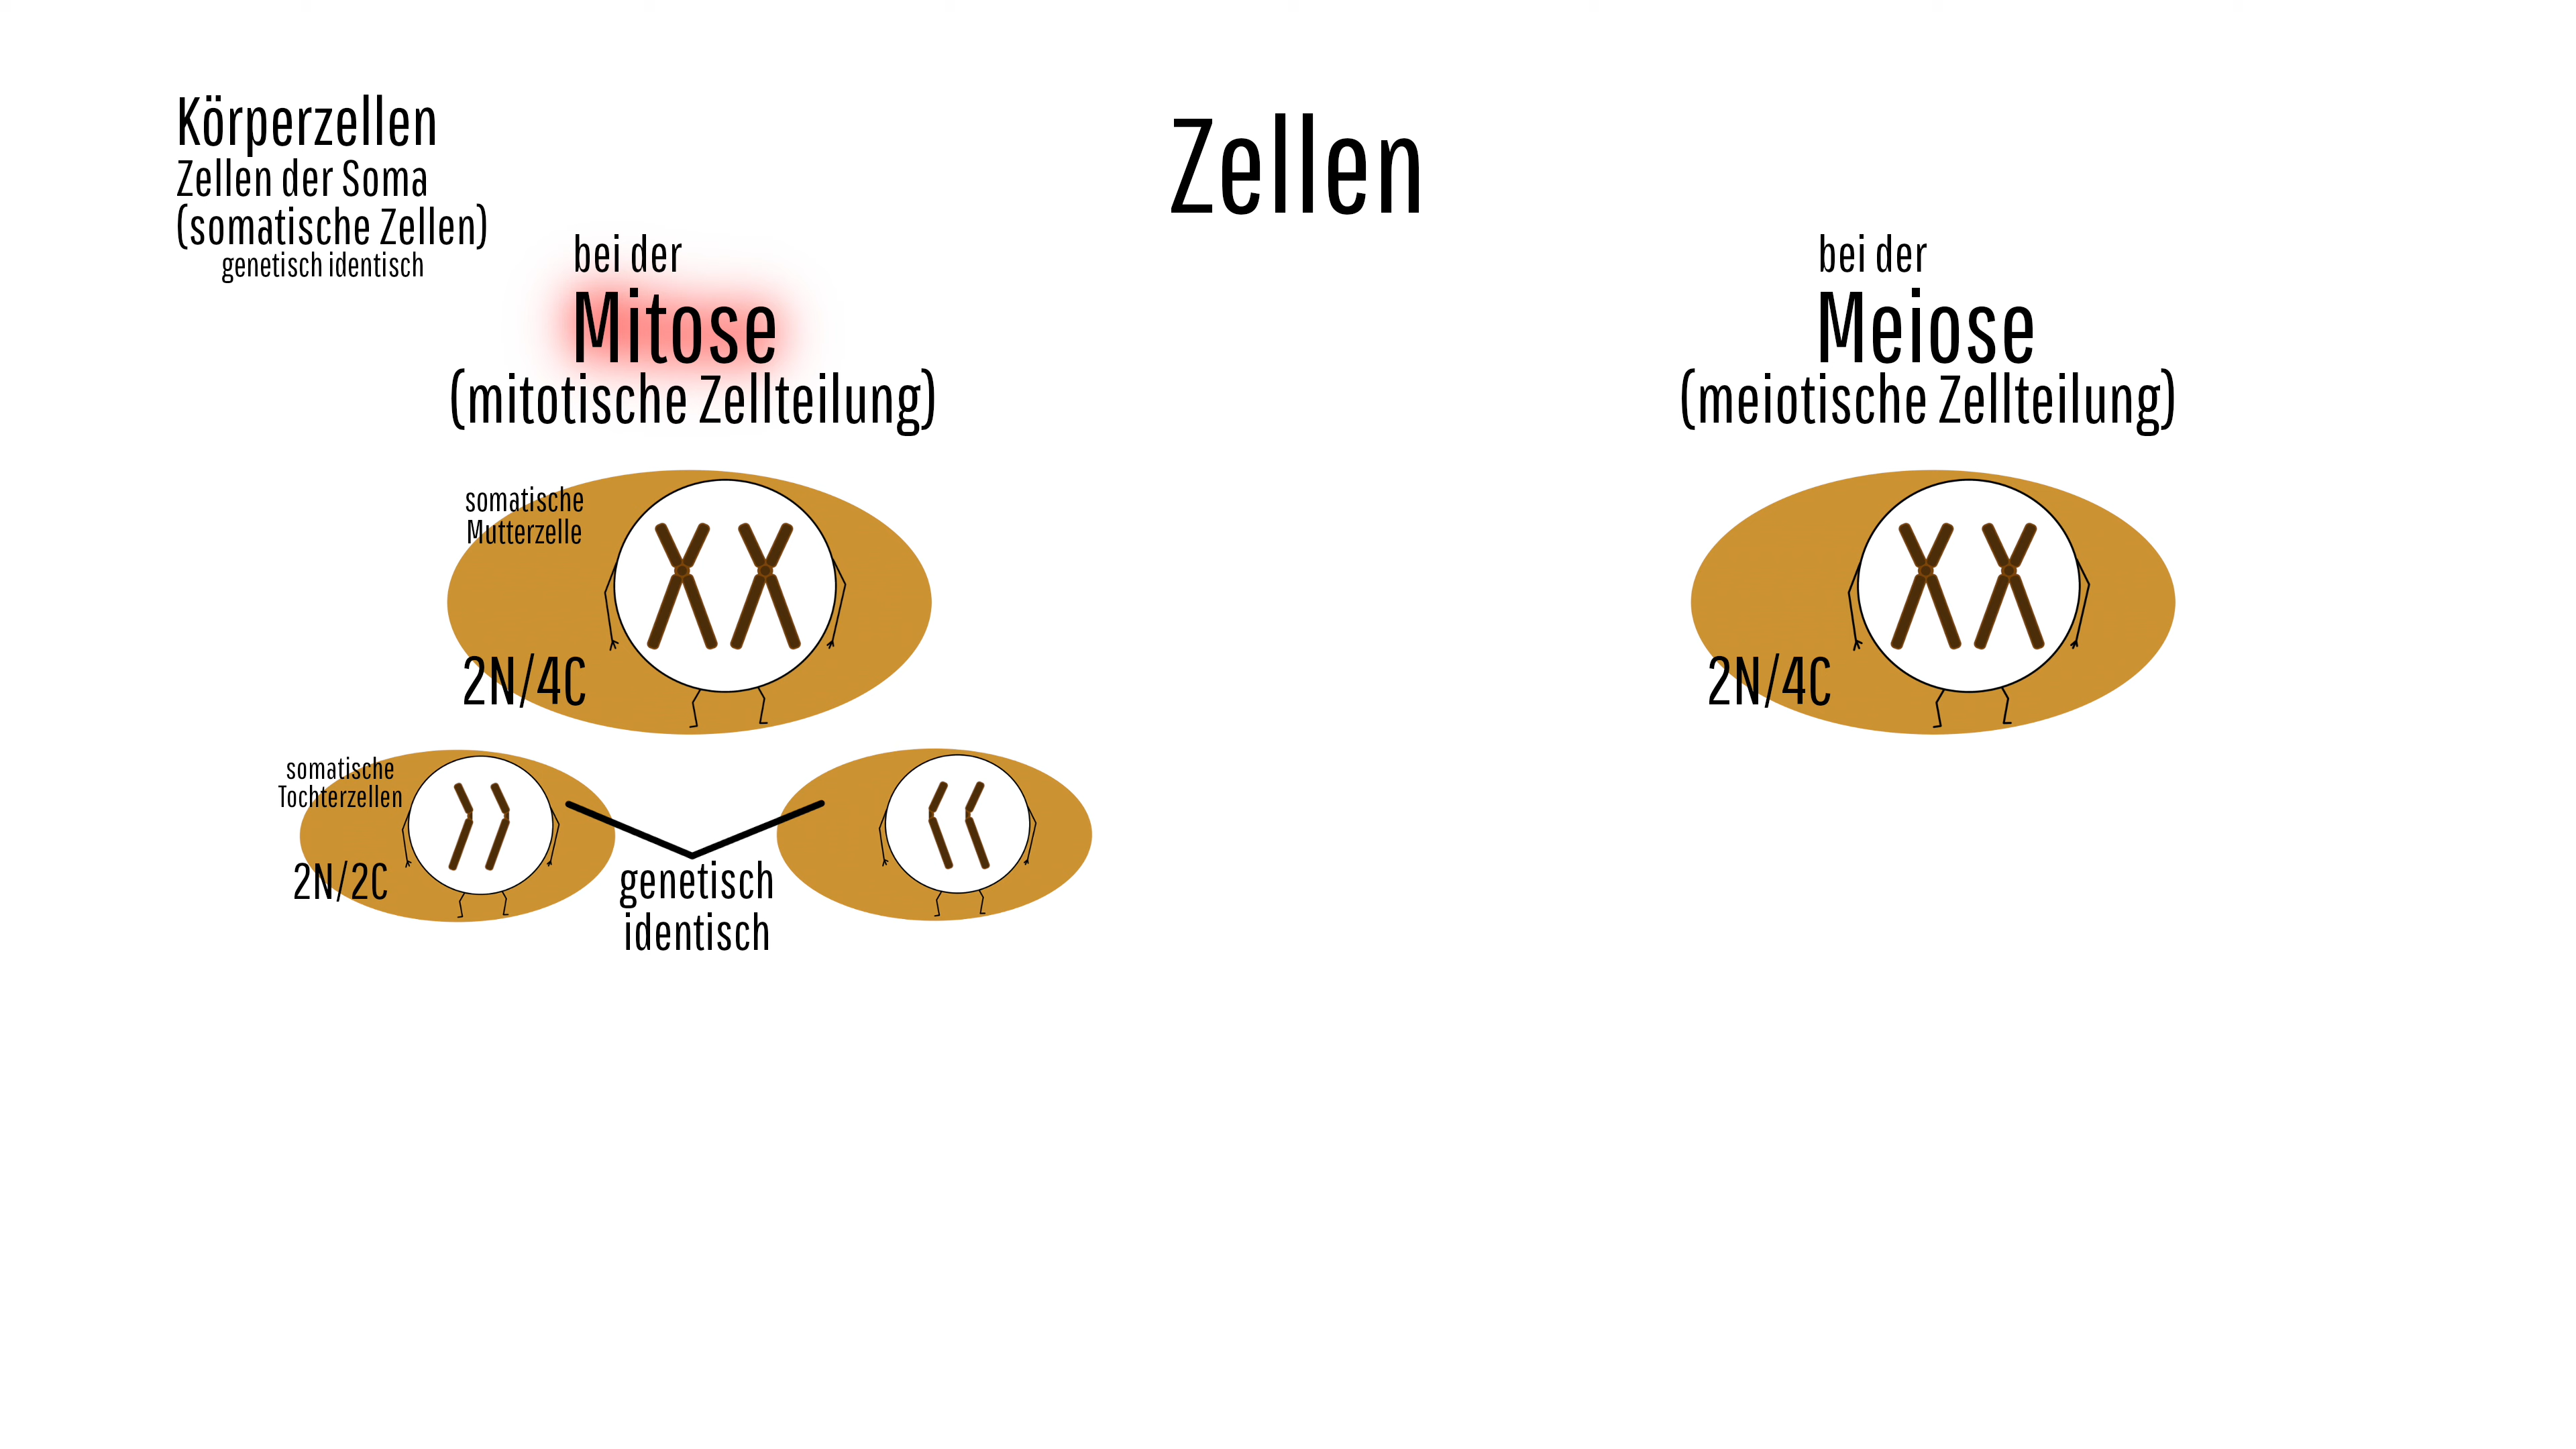 Zellen
Körperzellen
Zellen der Soma
(somatische Zellen)
genetisch identisch
bei der
Mitose
(mitotische Zellteilung)
somatische
Mutterzelle
2N/4C
somatische
Tochterzellen
2N/2C
genetisch
identisch
bei der
Meiose
(meiotische Zellteilung)
2N/4C